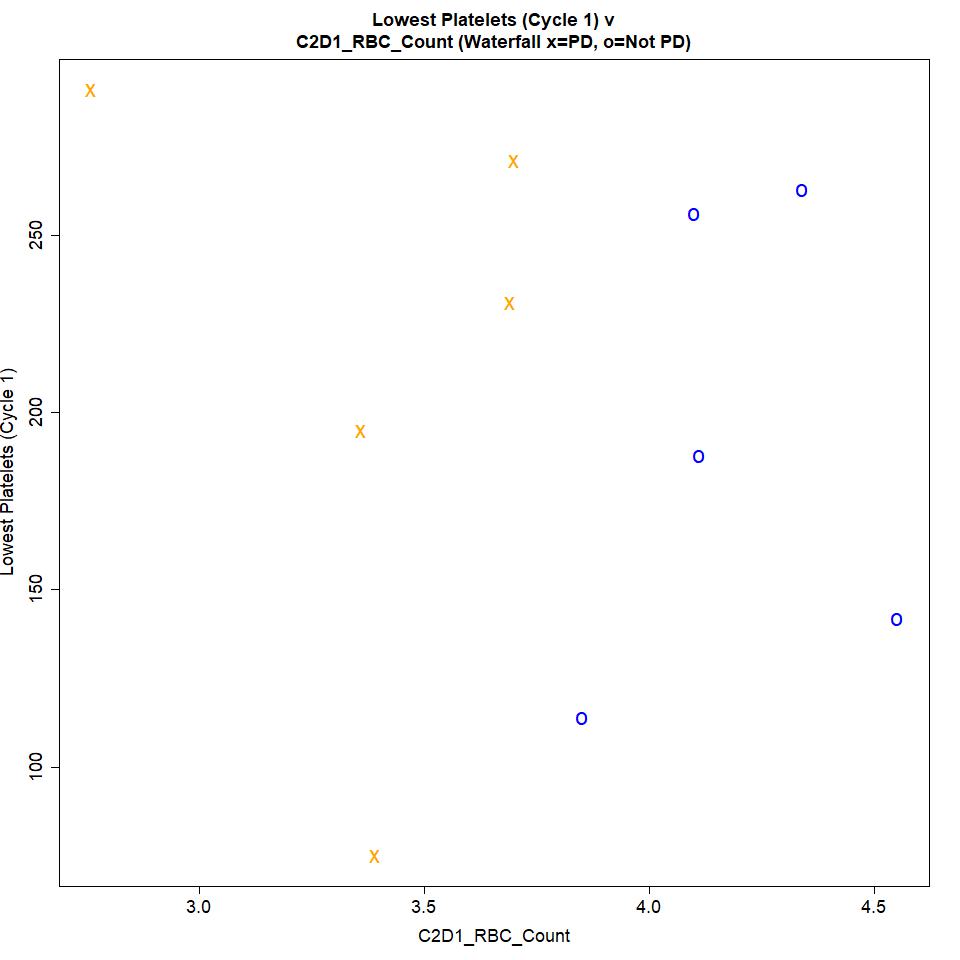 Lowest Platelets (Cycle 1) v
C2D1_RBC_Count (Waterfall x=PD, o=Not PD)
Lowest Platelets (Cycle 1)
250
200
150
100
x
x
o
o
x
x
o
o
o
x
3.0 3.5 4.0 4.5
C2D1_RBC_Count